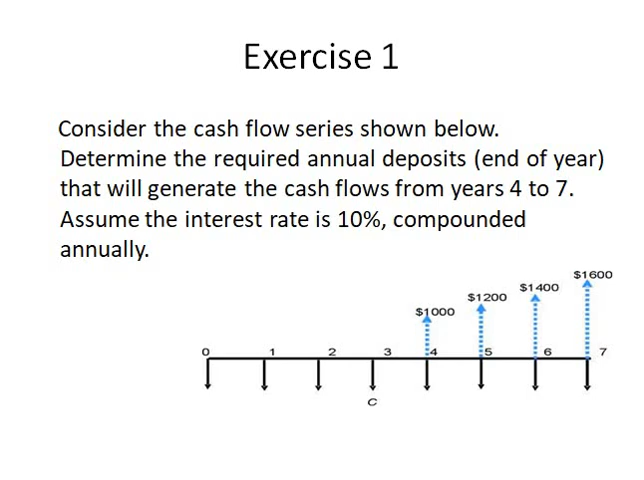 Exercise 1
Consider the cash flow series shown below.
Determine the required annual deposits (end of year)
that will generate the cash flows from years 4 to 7.
Assume the interest rate is 10%, compounded
annually.
$1600
$1400
$1200
$1000
0 1 2 3 4 5 6 7
C